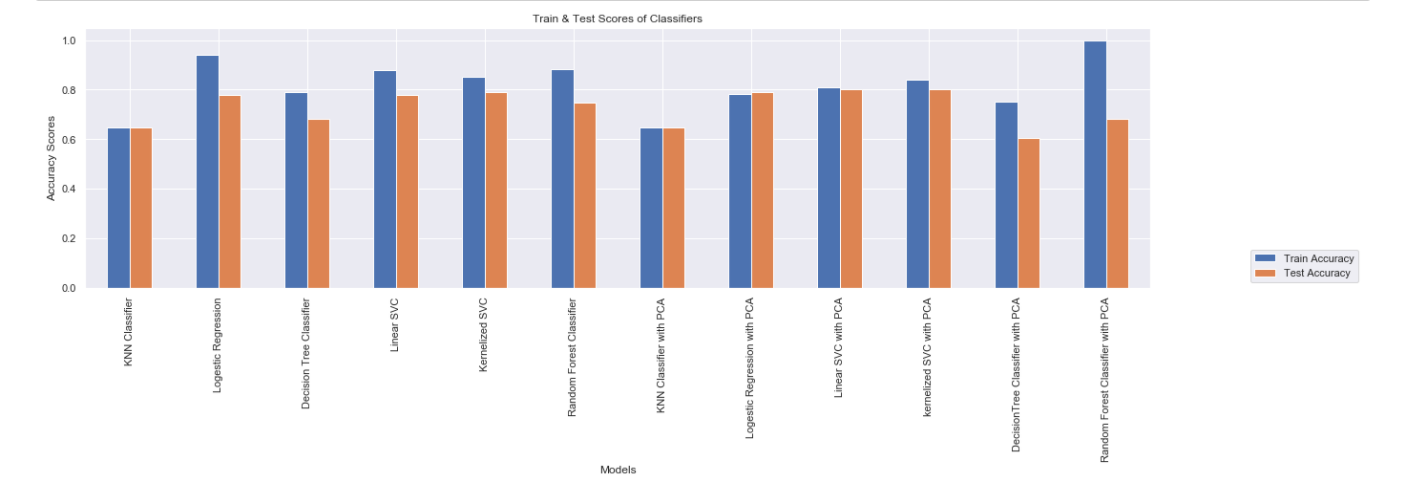 Train & Test Scores of Classifiers
Accuracy Scores
1.0
0.8
0.6
0.4
0.2
0.0
KNN Classifier
Logestic Regression
Decision Tree Classifier
Linear SVC
Kernelized SVC
Random Forest Classifier
KNN Classifier with PCA
Logestic Regression with PCA
Linear SVC with PCA
kernelized SVC with PCA
DecisionTree Classifier with PCA
Random Forest Classifier with PCA
Models
Train Accuracy
Test Accuracy